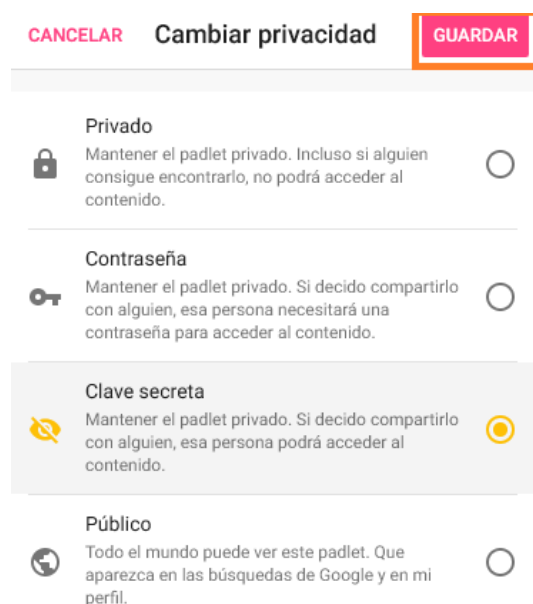 CANCELAR Cambiar privacidad GUARDAR
Privado
Mantener el padlet privado. Incluso si alguien
consigue encontrarlo, no podrá acceder al
contenido.
Contraseña
Mantener el padlet privado. Si decido compartirlo
con alguien, esa persona necesitará una
contraseña para acceder al contenido.
Clave secreta
Mantener el padlet privado. Si decido compartirlo
con alguien, esa persona podrá acceder al
contenido.
Público
Todo el mundo puede ver este padlet. Que
aparezca en las búsquedas de Google y en mi
perfil.